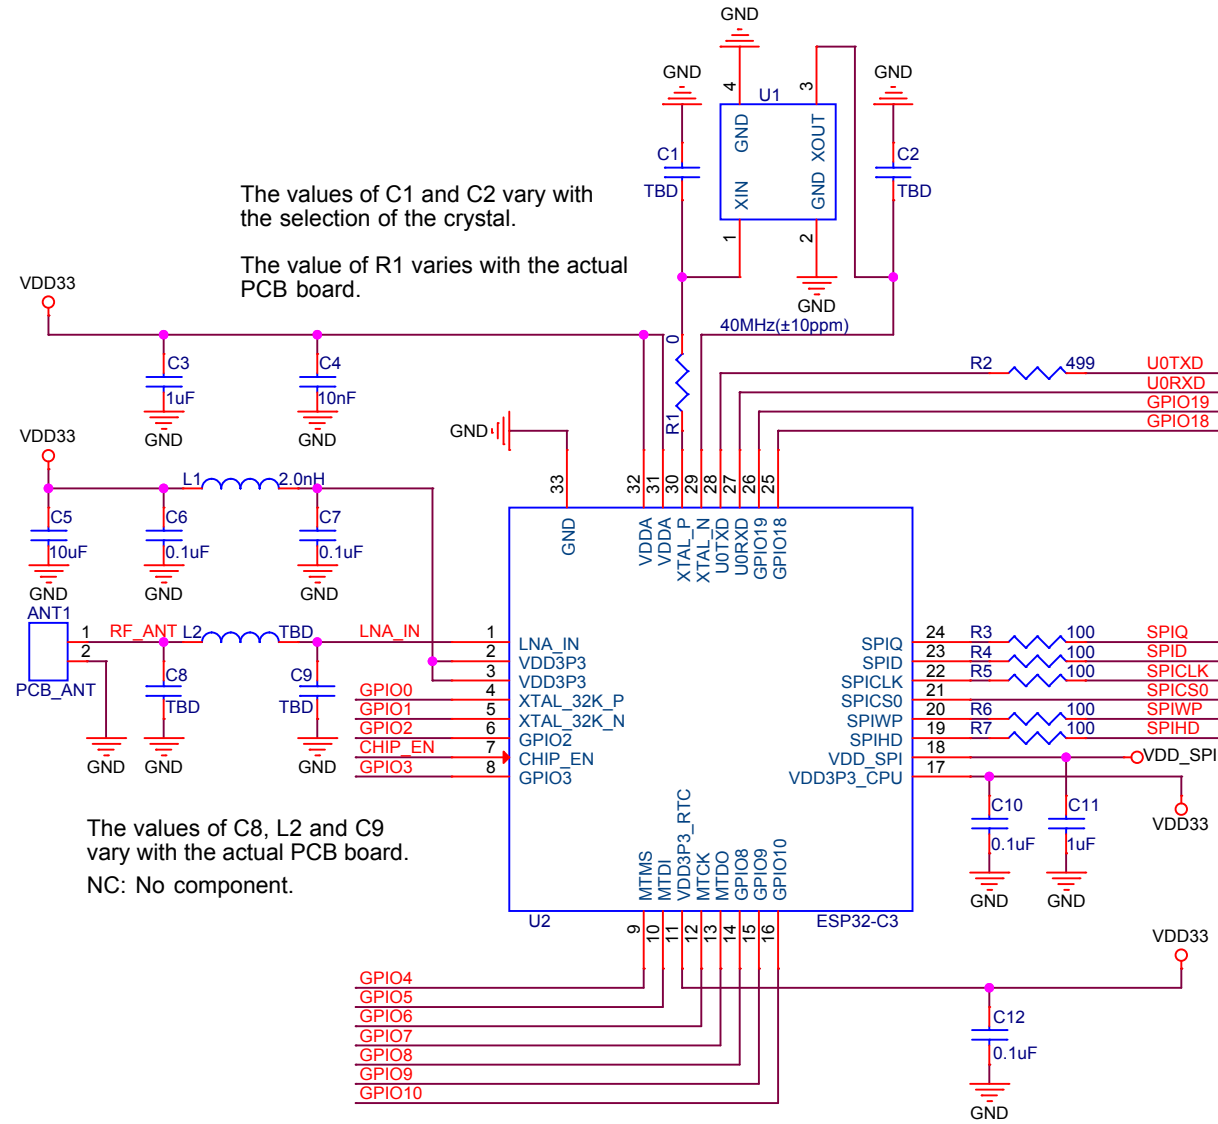 GND
GND
4
3
GND
U1
GND
XOUT
C1
TBD
C2
TBD
XIN
GND
1
2
GND
The values of C1 and C2 vary with
the selection of the crystal.
The value of R1 varies with the actual
PCB board.
VDD33
40MHz(±10ppm)
C3
1uF
GND
C4
10nF
GND
0
R1
R2
499
U0TXD
U0RXD
GPIO19
GPIO18
VDD33
GND
L1
2.0nH
C5
10uF
GND
C6
0.1uF
GND
C7
0.1uF
GND
33
32
31
30
29
28
27
26
25
GND
VDDA
VDDA
XTAL_P
XTAL_N
U0TXD
U0RXD
GPIO19
GPIO18
ANT1
1
2
PCB_ANT
RF_ANT
L2
TBD
LNA_IN
C8
TBD
C9
TBD
GND
GND
GND
GPIO0
GPIO1
GPIO2
CHIP_EN
GPIO3
1
2
3
4
5
6
7
8
LNA_IN
VDD3P3
VDD3P3
XTAL_32K_P
XTAL_32K_N
GPIO2
CHIP_EN
GPIO3
SPIQ
SPID
SPICLK
SPICS0
SPIWP
SPIHD
VDD_SPI
VDD3P3_CPU
24
23
22
21
20
19
18
17
R3
100
SPIQ
R4
100
SPID
R5
100
SPICLK
SPICS0
R6
100
SPIWP
R7
100
SPIHD
VDD_SPI
C10
0.1uF
GND
C11
1uF
GND
VDD33
The values of C8, L2 and C9
vary with the actual PCB board.
NC: No component.
MTMS
MTDI
VDD3P3_RTC
MTCK
MTDO
GPIO8
GPIO9
GPIO10
U2
ESP32-C3
9
10
11
12
13
14
15
16
VDD33
GPIO4
GPIO5
GPIO6
GPIO7
GPIO8
GPIO9
GPIO10
C12
0.1uF
GND